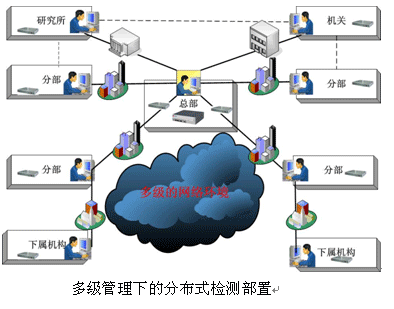 研究所
机关
分部
分部
总部
分部
多级的网络环境
分部
下属机构
下属机构
多级管理下的分布式检测部署